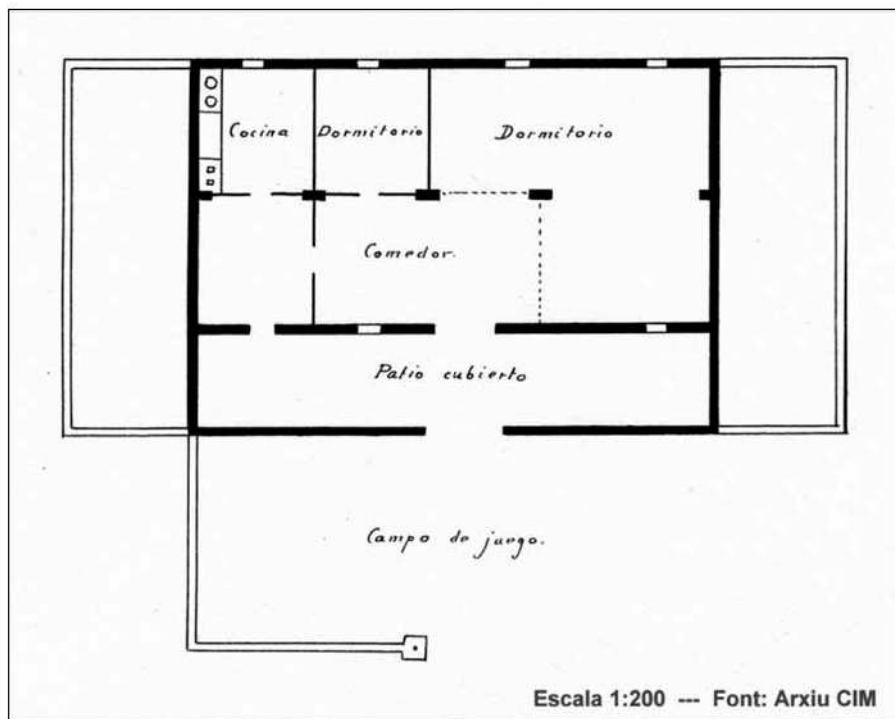 Cocina
Dormitorio
Dormitorio
Comedor.
Patio cubierto
Campo de juego.
Escala 1:200 --- Font: Arxiu CIM